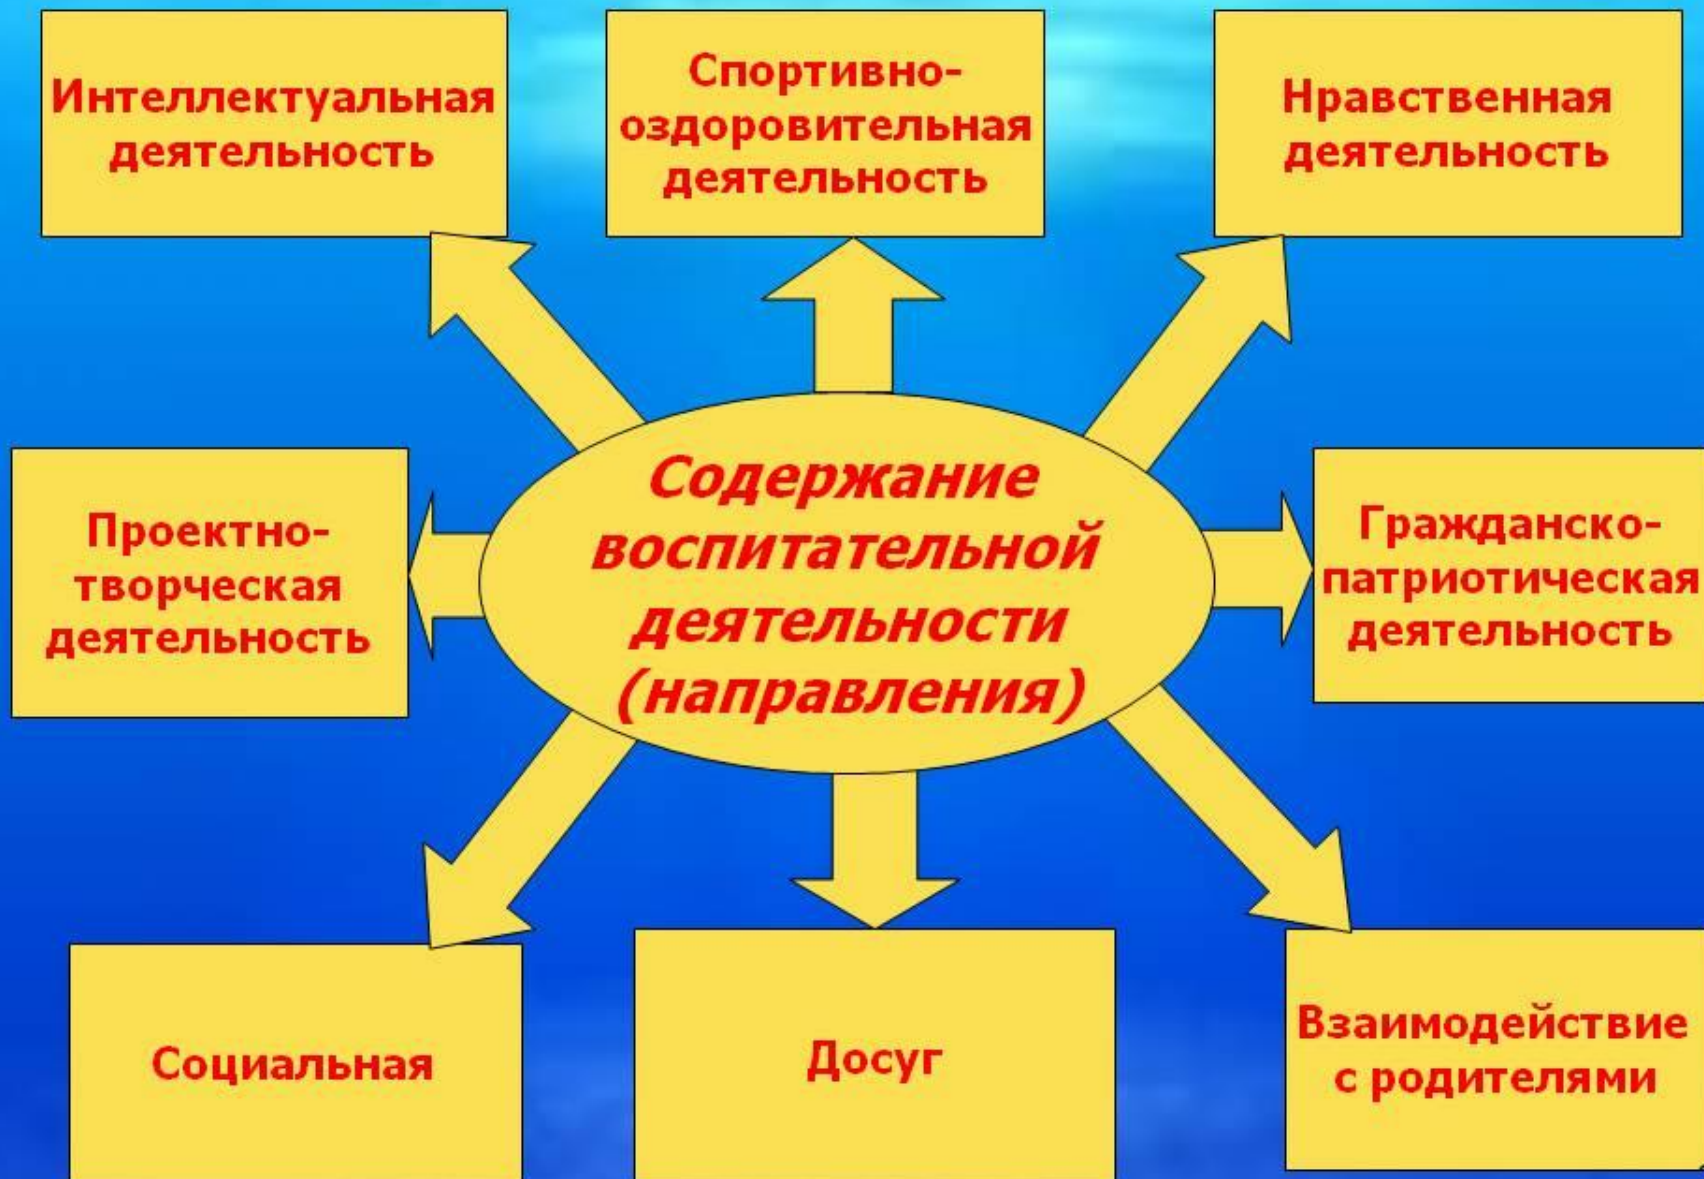 Интеллектуальная
деятельность
Спортивно-
оздоровительная
деятельность
Нравственная
деятельность
Проектно-
творческая
деятельность
Содержание
воспитательной
деятельности
(направления)
Гражданско-
патриотическая
деятельность
Социальная
Досуг
Взаимодействие
с родителями